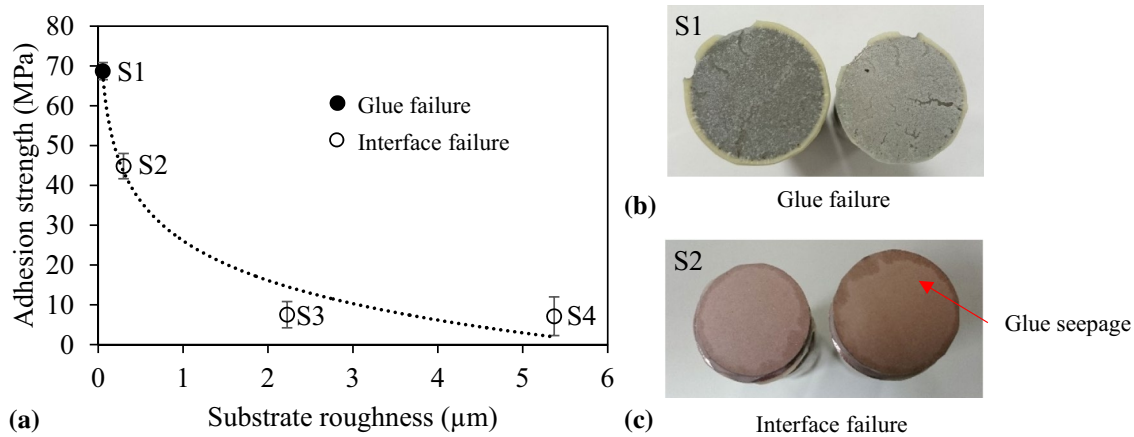 80
70
60
50
40
30
20
10
0
Adhesion strength (MPa)
S1
S2
S3
S4
Glue failure
Interface failure
0 1 2 3 4 5 6
Substrate roughness (µm)
(a)
S1
(b)
Glue failure
S2
Glue seepage
(c)
Interface failure